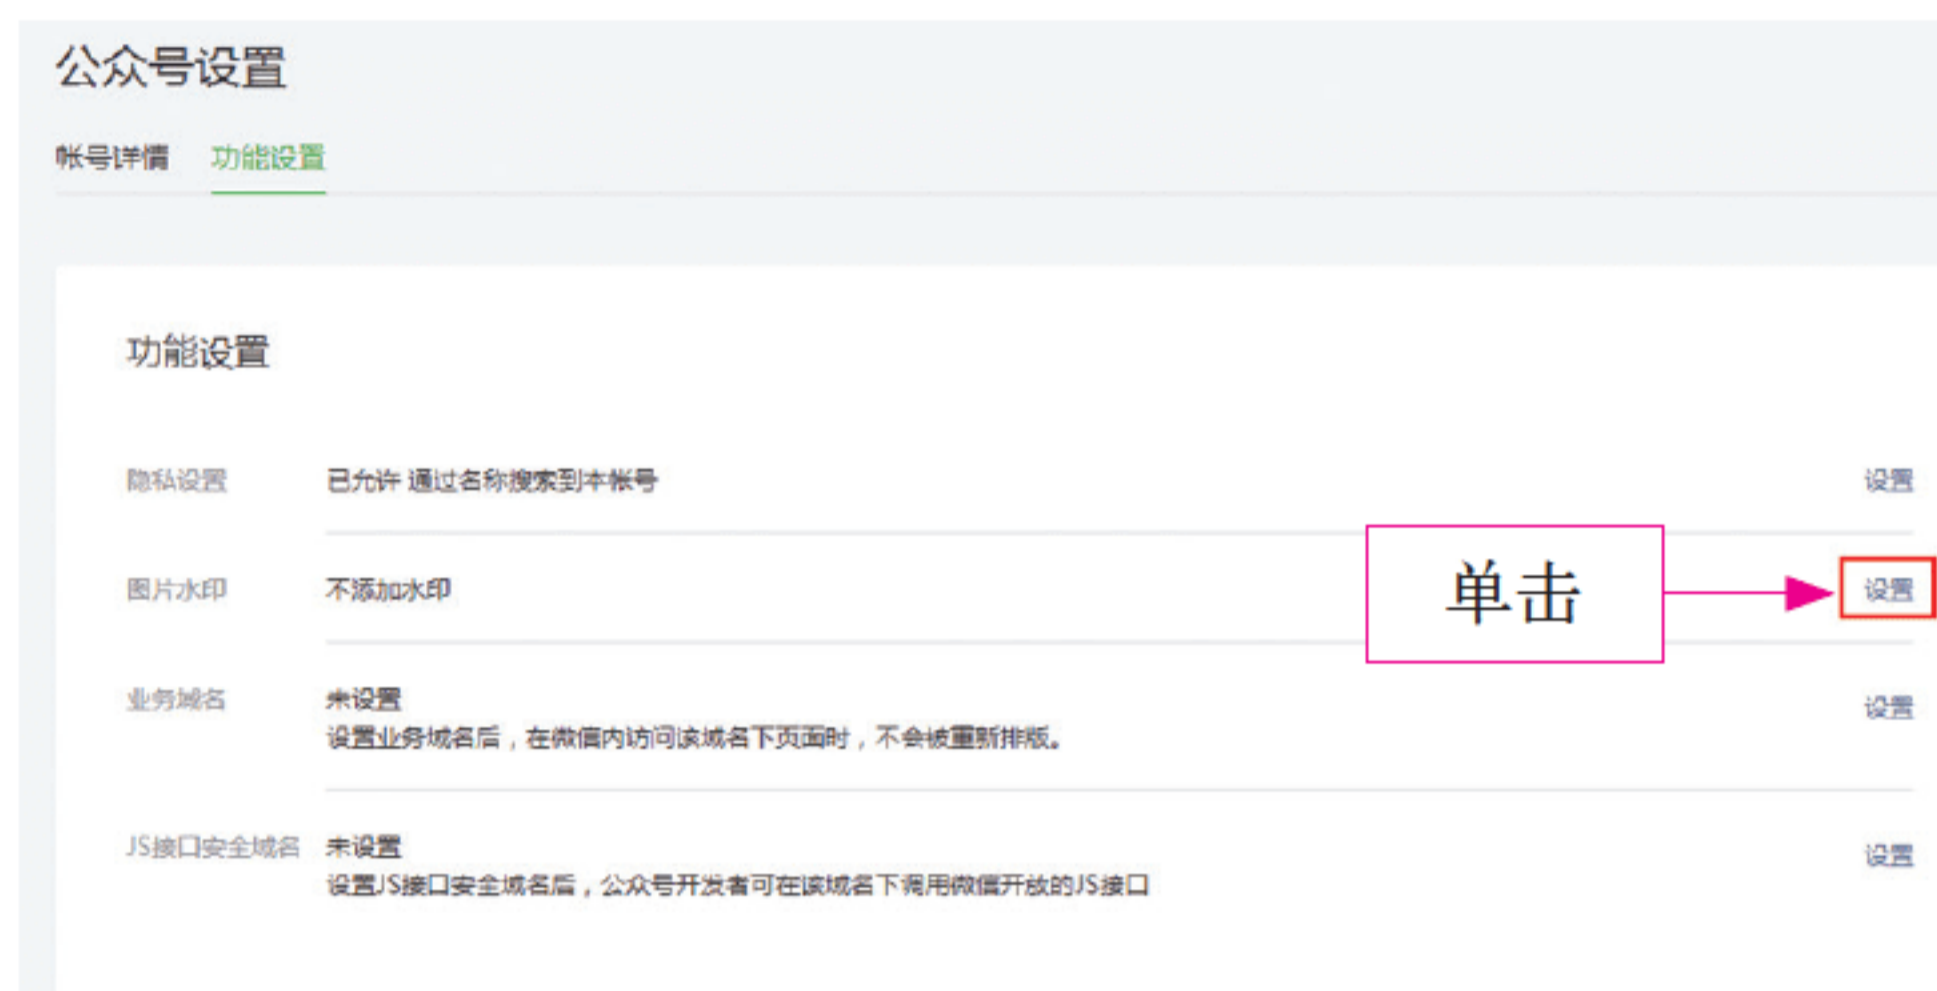 公众号设置
帐号详情 功能设置
功能设置
隐私设置 已允许 通过名称搜索到本帐号 设置
图片水印 不添加水印 单击 设置
业务域名 未设置 设置
设置业务域名后，在微信内访问该域名下页面时，不会被重新排版。
JS接口安全域名 未设置 设置
设置JS接口安全域名后，公众号开发者可在该域名下调用微信开放的JS接口